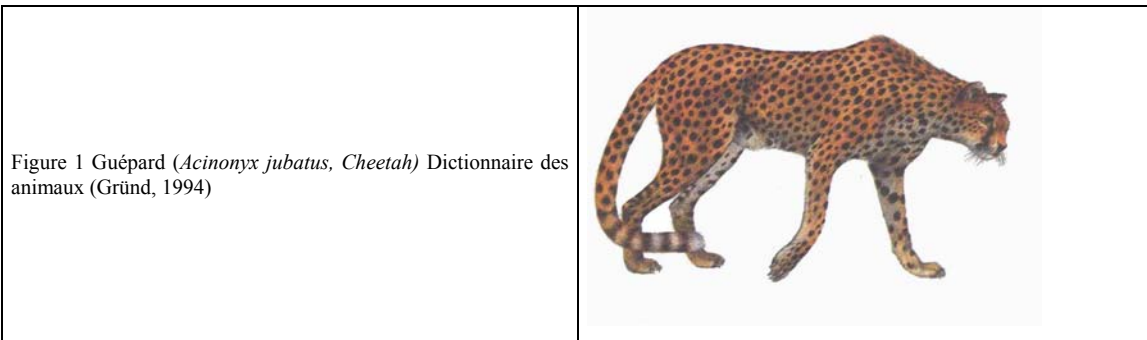 Figure 1 Guépard (Acinonyx jubatus, Cheetah) Dictionnaire des
animaux (Gründ, 1994)